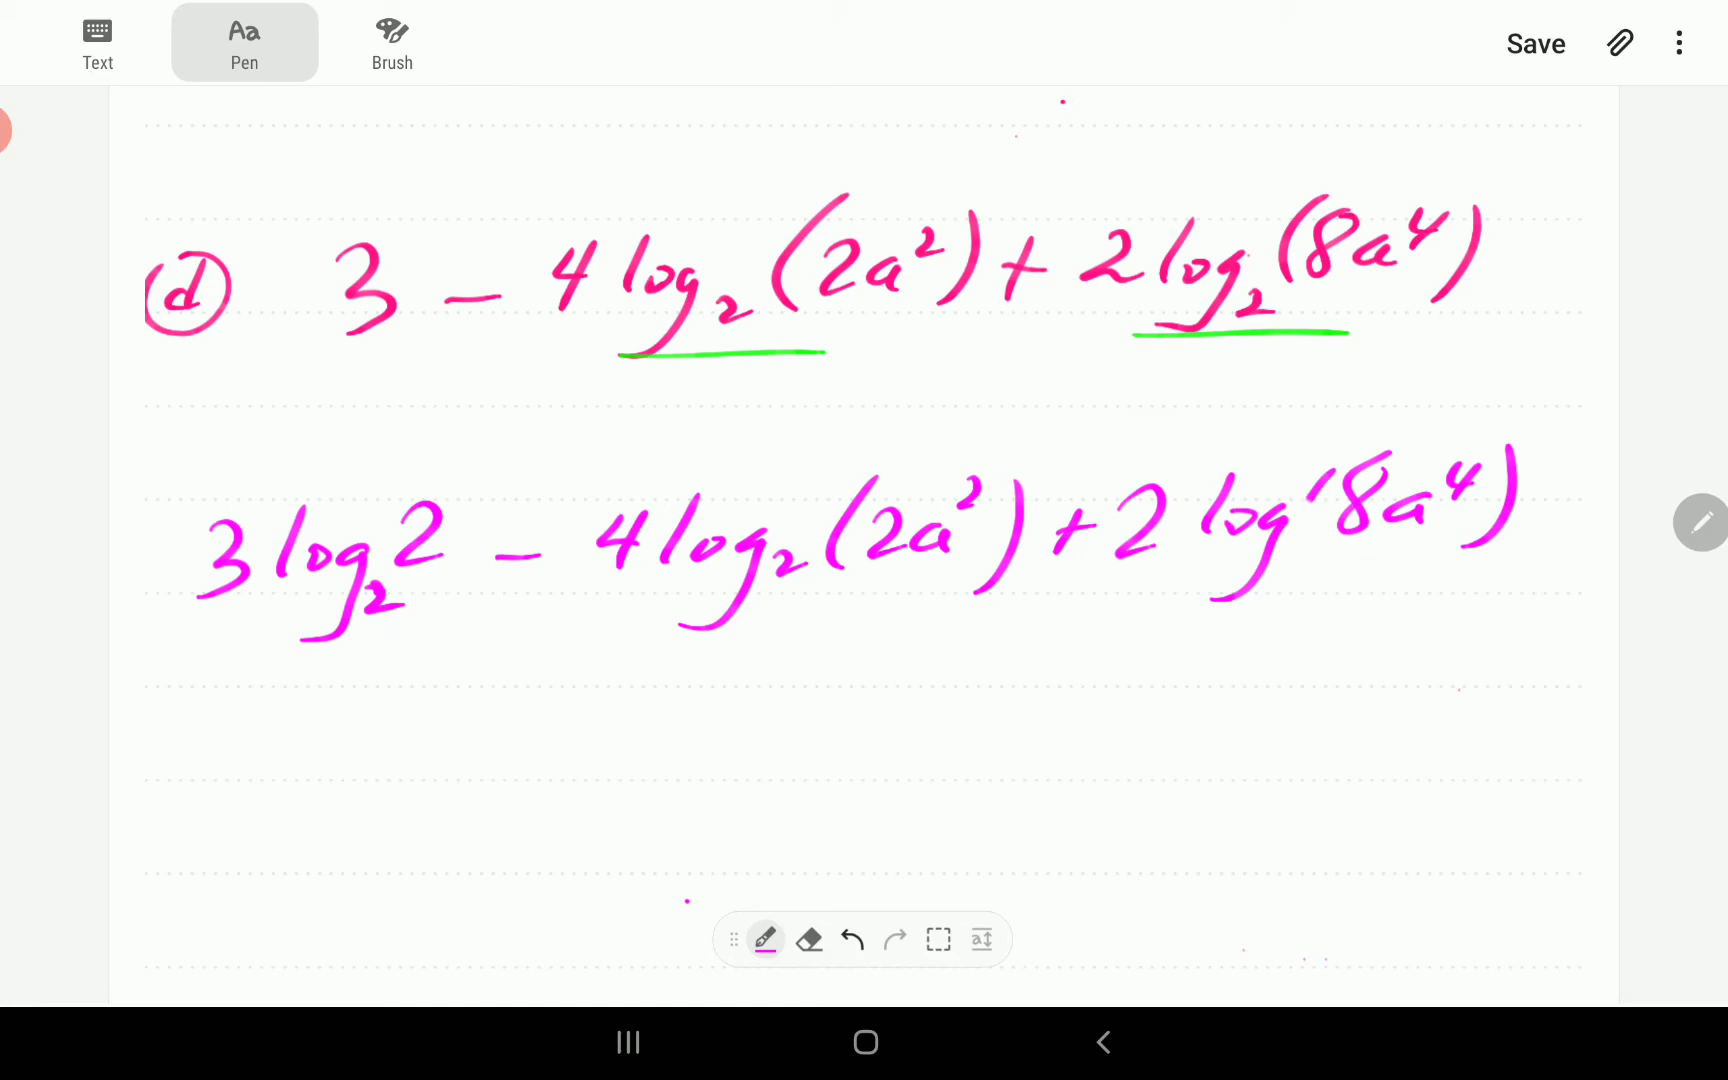 Text Pen Brush Save
ⓓ 3 - 4 log₂(2a²) + 2 log₂(8a⁴)
3 log₂2 - 4 log₂(2a²) + 2 log(8a⁴)